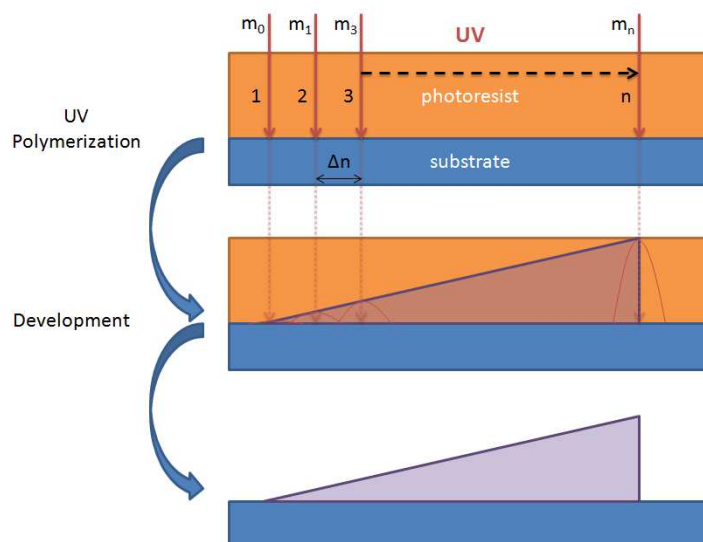 m0 m1 m3 UV mn
1 2 3 photoresist n
UV
Polymerization
Δn substrate
Development